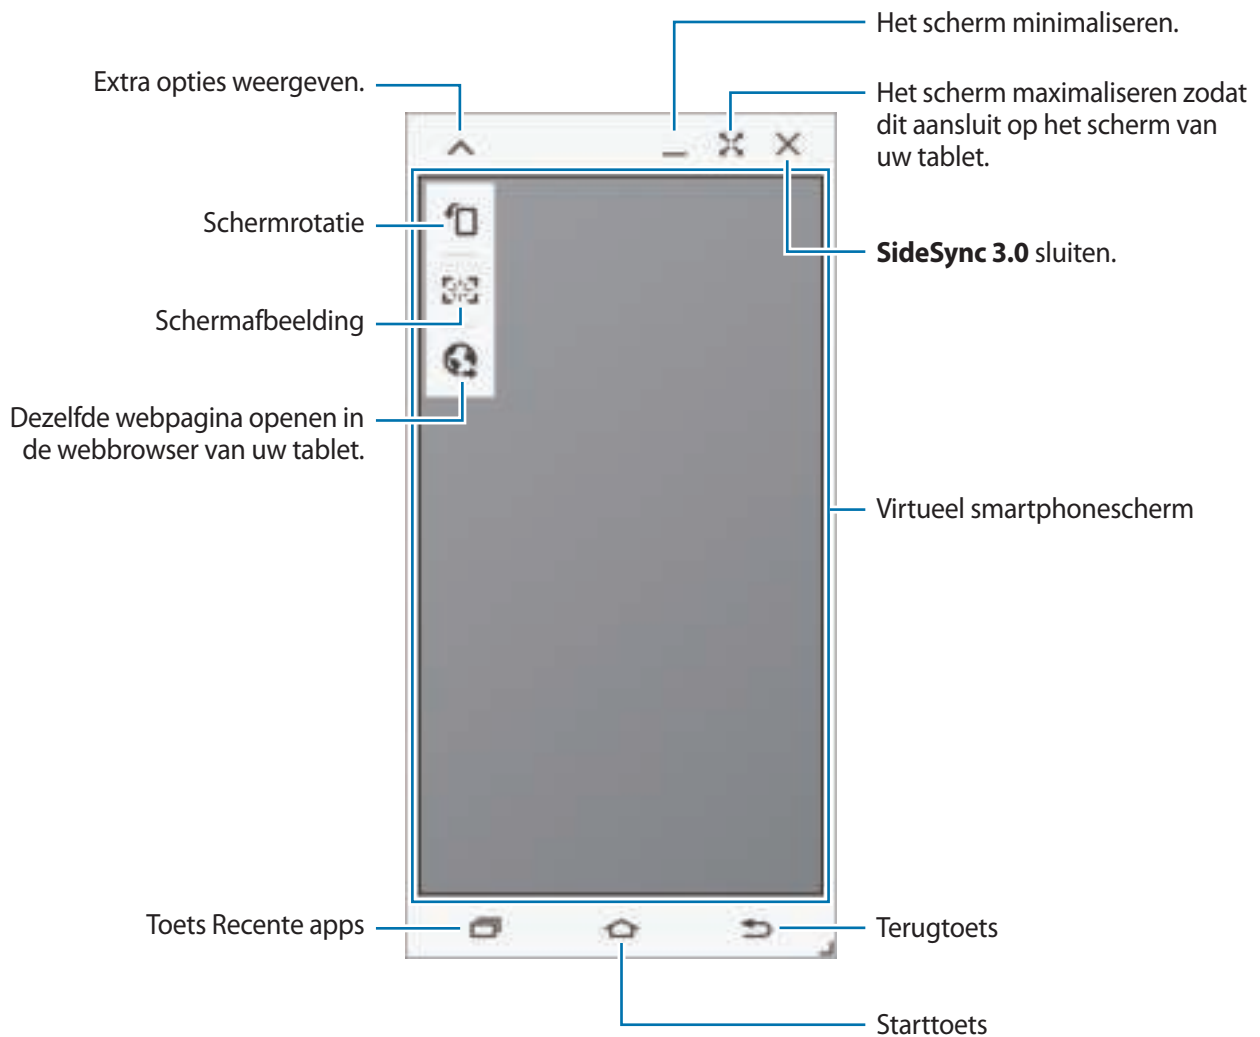 Het scherm minimaliseren.
Extra opties weergeven.
Het scherm maximaliseren zodat
dit aansluit op het scherm van
uw tablet.
Schermrotatie
SideSync 3.0 sluiten.
Schermafbeelding
Dezelfde webpagina openen in
de webbrowser van uw tablet.
Virtueel smartphonescherm
Toets Recente apps
Terugtoets
Starttoets